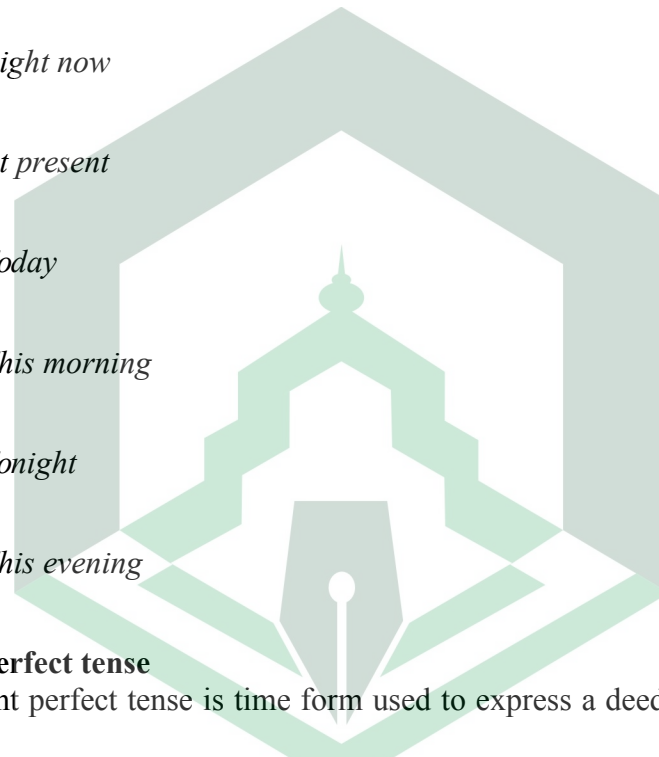 ight now
t present
oday
his morning
onight
his evening
erfect tense
nt perfect tense is time form used to express a deed